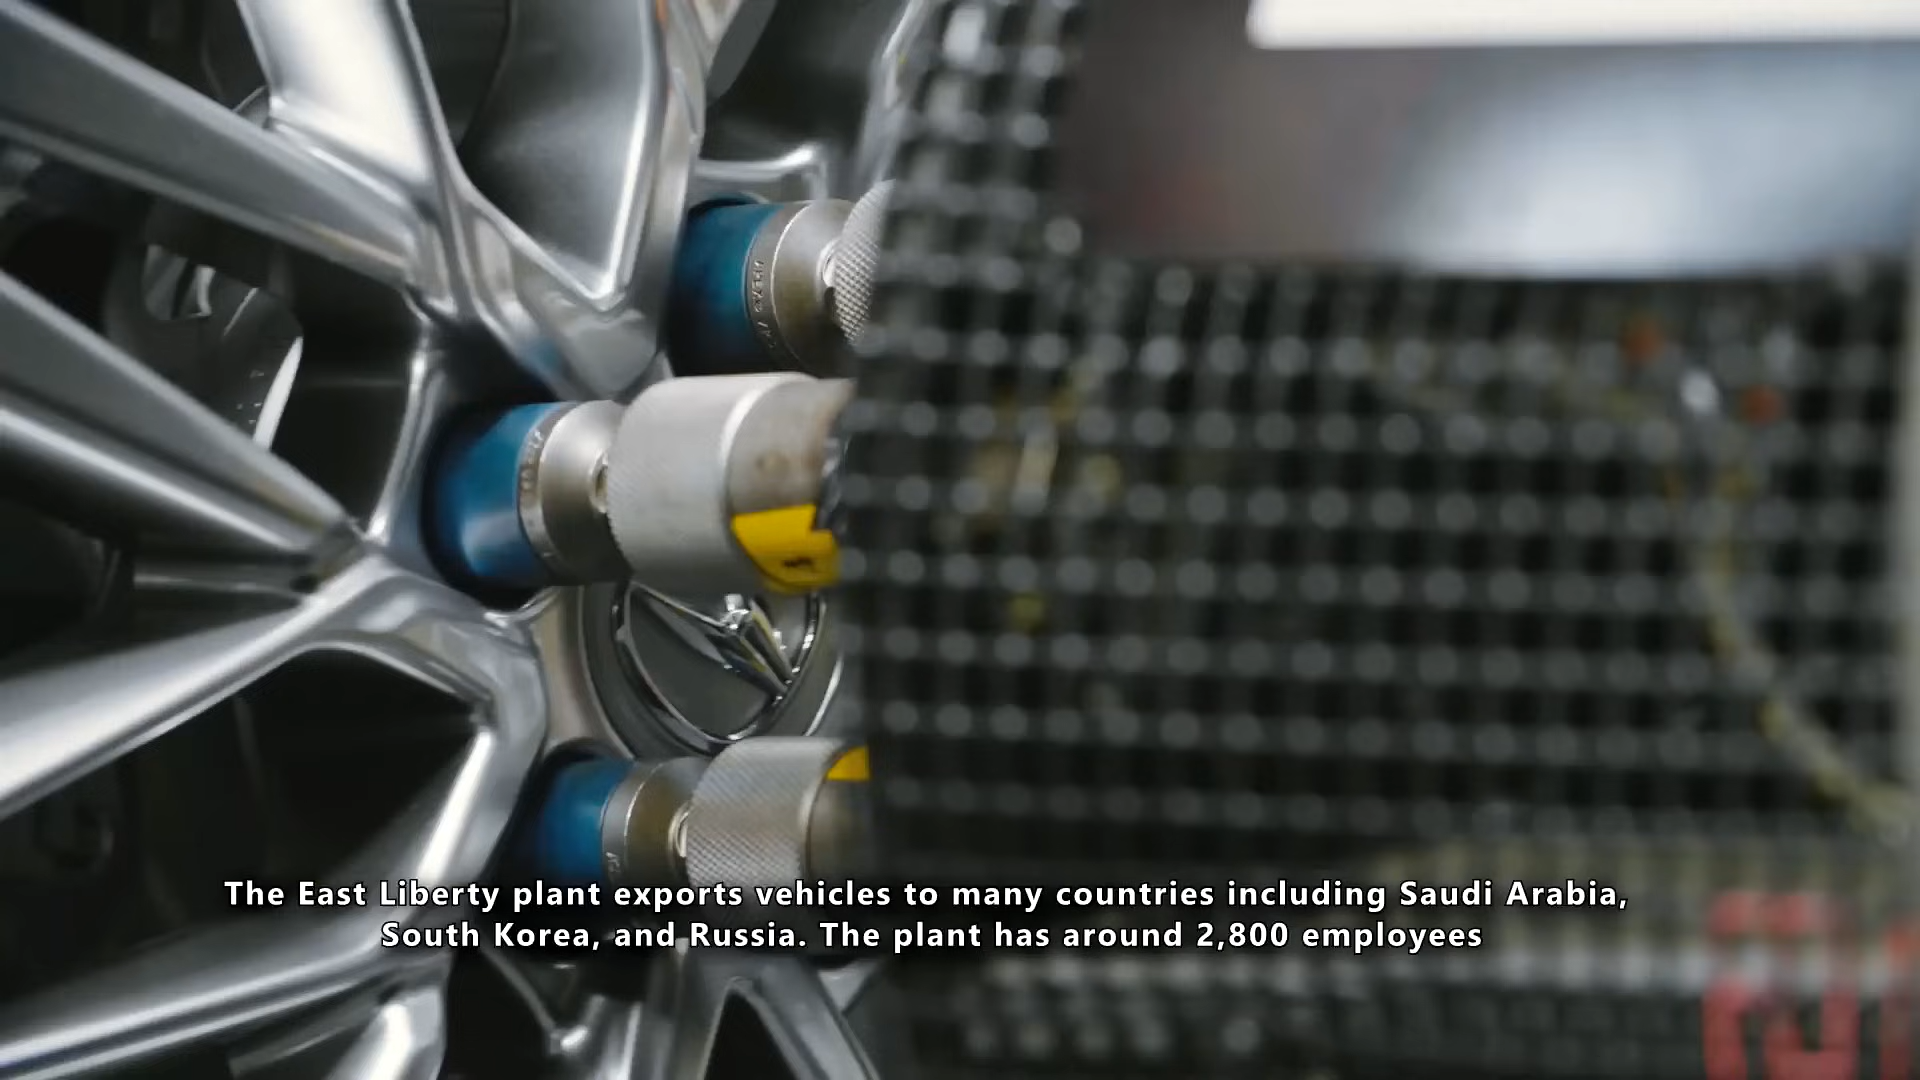 The East Liberty plant exports vehicles to many countries including Saudi Arabia,
South Korea, and Russia. The plant has around 2,800 employees